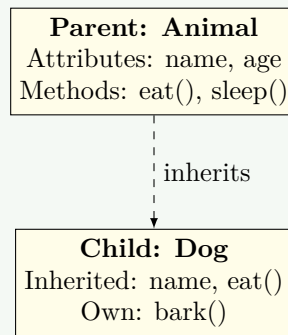 Parent: Animal
Attributes: name, age
Methods: eat(), sleep()
inherits
Child: Dog
Inherited: name, eat()
Own: bark()